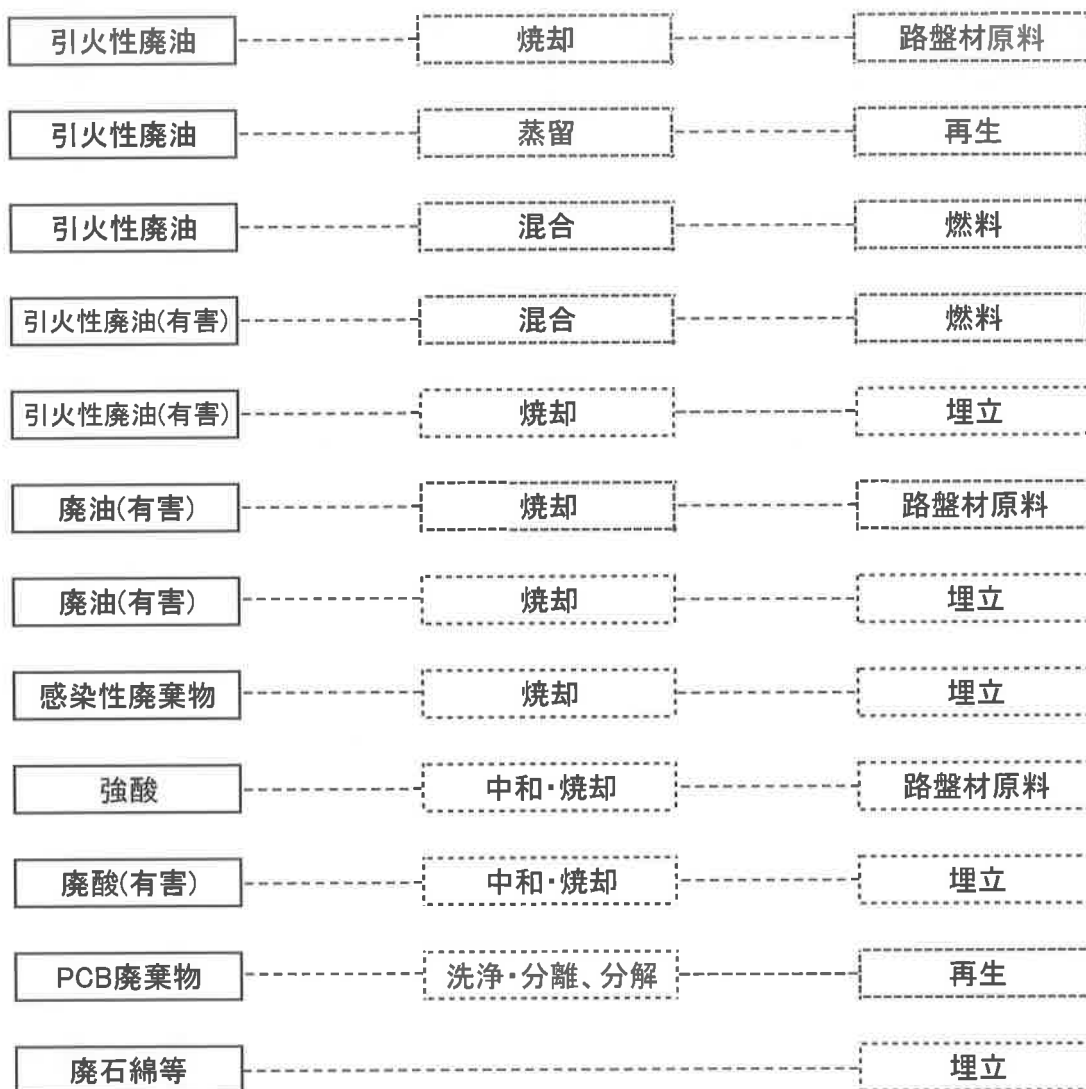 引火性廃油 焼却 路盤材原料
引火性廃油 蒸留 再生
引火性廃油 混合 燃料
引火性廃油(有害) 混合 燃料
引火性廃油(有害) 焼却 埋立
廃油(有害) 焼却 路盤材原料
廃油(有害) 焼却 埋立
感染性廃棄物 焼却 埋立
強酸 中和・焼却 路盤材原料
廃酸(有害) 中和・焼却 埋立
PCB廃棄物 洗浄・分離、分解 再生
廃石綿等 埋立